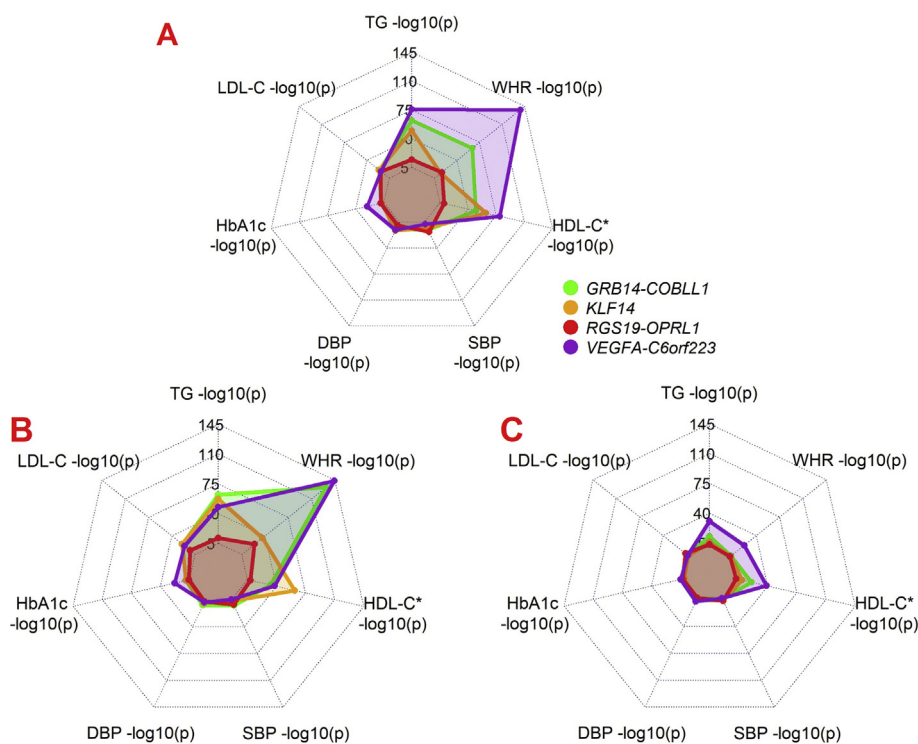 A
TG -log10(p)
145
110
LDL-C -log10(p)
WHR -log10(p)
75
0
5
HbA1c
-log10(p)
HDL-C*
-log10(p)
DBP
-log10(p)
SBP
-log10(p)
GRB14-COBLL1
KLF14
RGS19-OPRL1
VEGFA-C6orf223
B
TG -log10(p)
145
110
LDL-C -log10(p)
WHR -log10(p)
75
5
HbA1c
-log10(p)
HDL-C*
-log10(p)
DBP -log10(p)
SBP -log10(p)
C
TG -log10(p)
145
110
LDL-C -log10(p)
WHR -log10(p)
75
40
HbA1c
-log10(p)
HDL-C*
-log10(p)
DBP -log10(p)
SBP -log10(p)